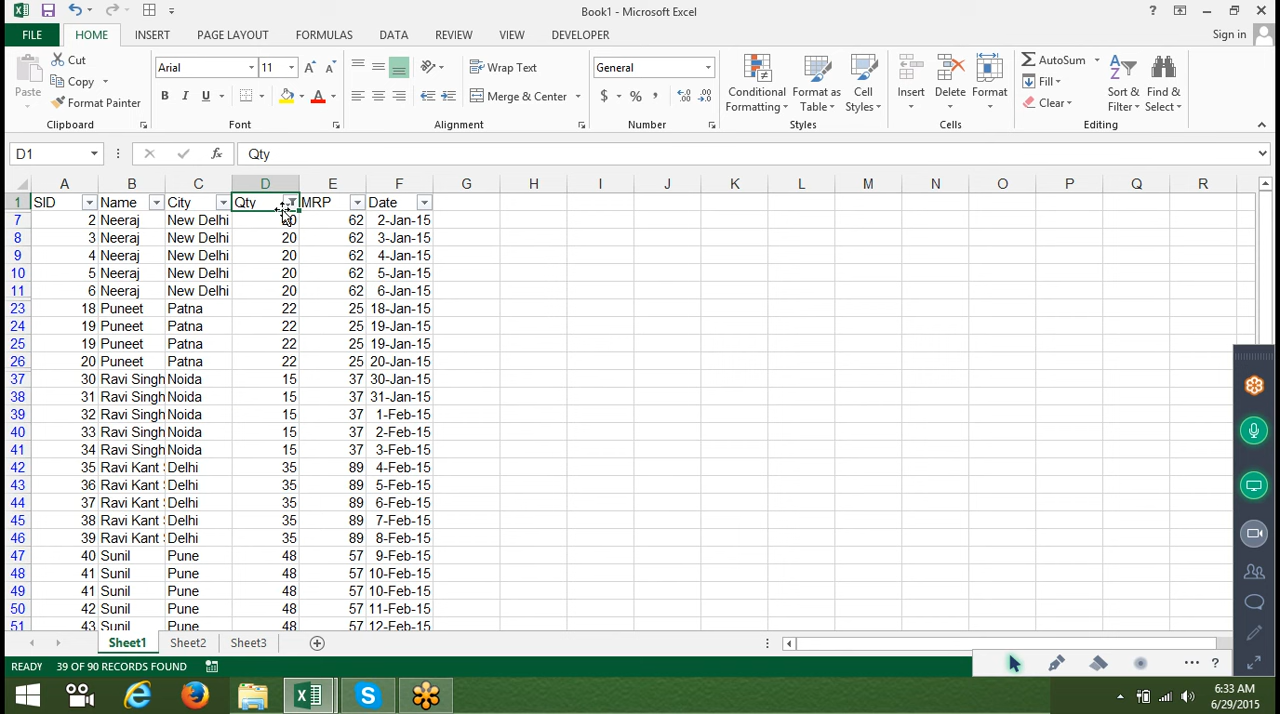 Book1 - Microsoft Excel
FILE HOME INSERT PAGE LAYOUT FORMULAS DATA REVIEW VIEW DEVELOPER Sign in
Paste Cut Copy Format Painter Clipboard
Arial 11 B I U A Font
Wrap Text Merge & Center Alignment
General $ % , Number
Conditional Formatting Format as Table Cell Styles Styles
Insert Delete Format Cells
AutoSum Fill Clear Sort & Filter Find & Select Editing
D1 fx Qty
A B C D E F G H I J K L M N O P Q R
1 SID Name City Qty MRP Date
7 2 Neeraj New Delhi 62 2-Jan-15
8 3 Neeraj New Delhi 20 62 3-Jan-15
9 4 Neeraj New Delhi 20 62 4-Jan-15
10 5 Neeraj New Delhi 20 62 5-Jan-15
11 6 Neeraj New Delhi 20 62 6-Jan-15
23 18 Puneet Patna 22 25 18-Jan-15
24 19 Puneet Patna 22 25 19-Jan-15
25 19 Puneet Patna 22 25 19-Jan-15
26 20 Puneet Patna 22 25 20-Jan-15
37 30 Ravi Singh Noida 15 37 30-Jan-15
38 31 Ravi Singh Noida 15 37 31-Jan-15
39 32 Ravi Singh Noida 15 37 1-Feb-15
40 33 Ravi Singh Noida 15 37 2-Feb-15
41 34 Ravi Singh Noida 15 37 3-Feb-15
42 35 Ravi Kant Delhi 35 89 4-Feb-15
43 36 Ravi Kant Delhi 35 89 5-Feb-15
44 37 Ravi Kant Delhi 35 89 6-Feb-15
45 38 Ravi Kant Delhi 35 89 7-Feb-15
46 39 Ravi Kant Delhi 35 89 8-Feb-15
47 40 Sunil Pune 48 57 9-Feb-15
48 41 Sunil Pune 48 57 10-Feb-15
49 41 Sunil Pune 48 57 10-Feb-15
50 42 Sunil Pune 48 57 11-Feb-15
51 43 Sunil Pune 48 57 12-Feb-15
Sheet1 Sheet2 Sheet3
READY 39 OF 90 RECORDS FOUND
6:33 AM
6/29/2015